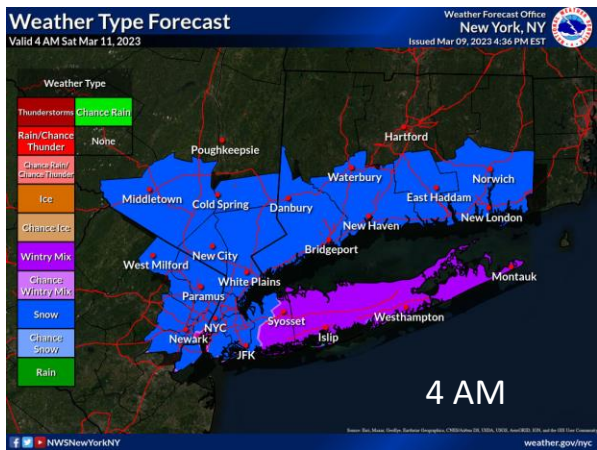 Weather Type Forecast
Valid 4 AM Sat Mar 11, 2023
Weather Forecast Office
New York, NY
Issued Mar 09, 2023 4:36 PM EST
Weather Type
Thunderstorms
Chance Rain
Rain/Chance
Thunder
None
Chance Rain/
Chance Thunder
Ice
Chance Ice
Wintry Mix
Chance
Wintry Mix
Snow
Chance
Snow
Rain
Hartford
Poughkeepsie
Waterbury
Norwich
Middletown
Cold Spring
Danbury
East Haddam
New London
New Haven
Bridgeport
New City
West Milford
White Plains
Montauk
Paramus
NYC
Syosset
Westhampton
Newark
Islip
JFK
4 AM
NWSNewYorkNY
weather.gov/nyc